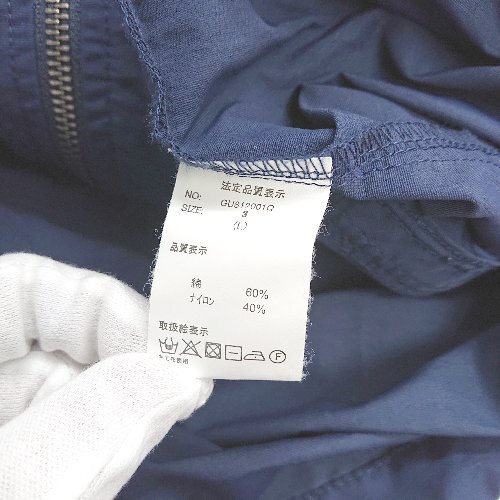 法定品質表示
NO: GU812001Q
SIZE: 3
(L)
品質表示
綿 60%
ナイロン 40%
取扱絵表示
F